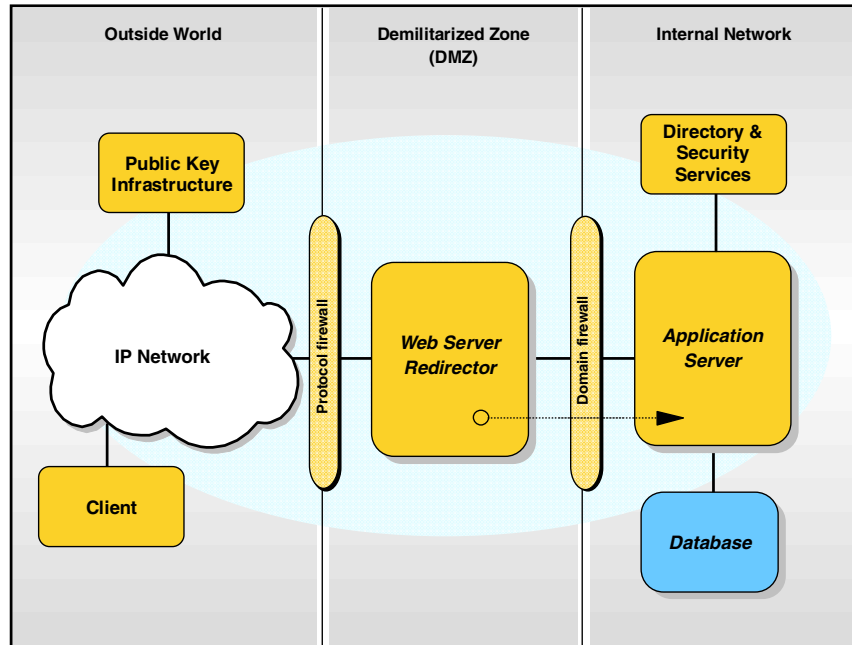 Outside World
Demilitarized Zone
(DMZ)
Internal Network
Public Key
Infrastructure
Directory &
Security
Services
IP Network
Protocol firewall
Web Server
Redirector
Domain firewall
Application
Server
Client
Database